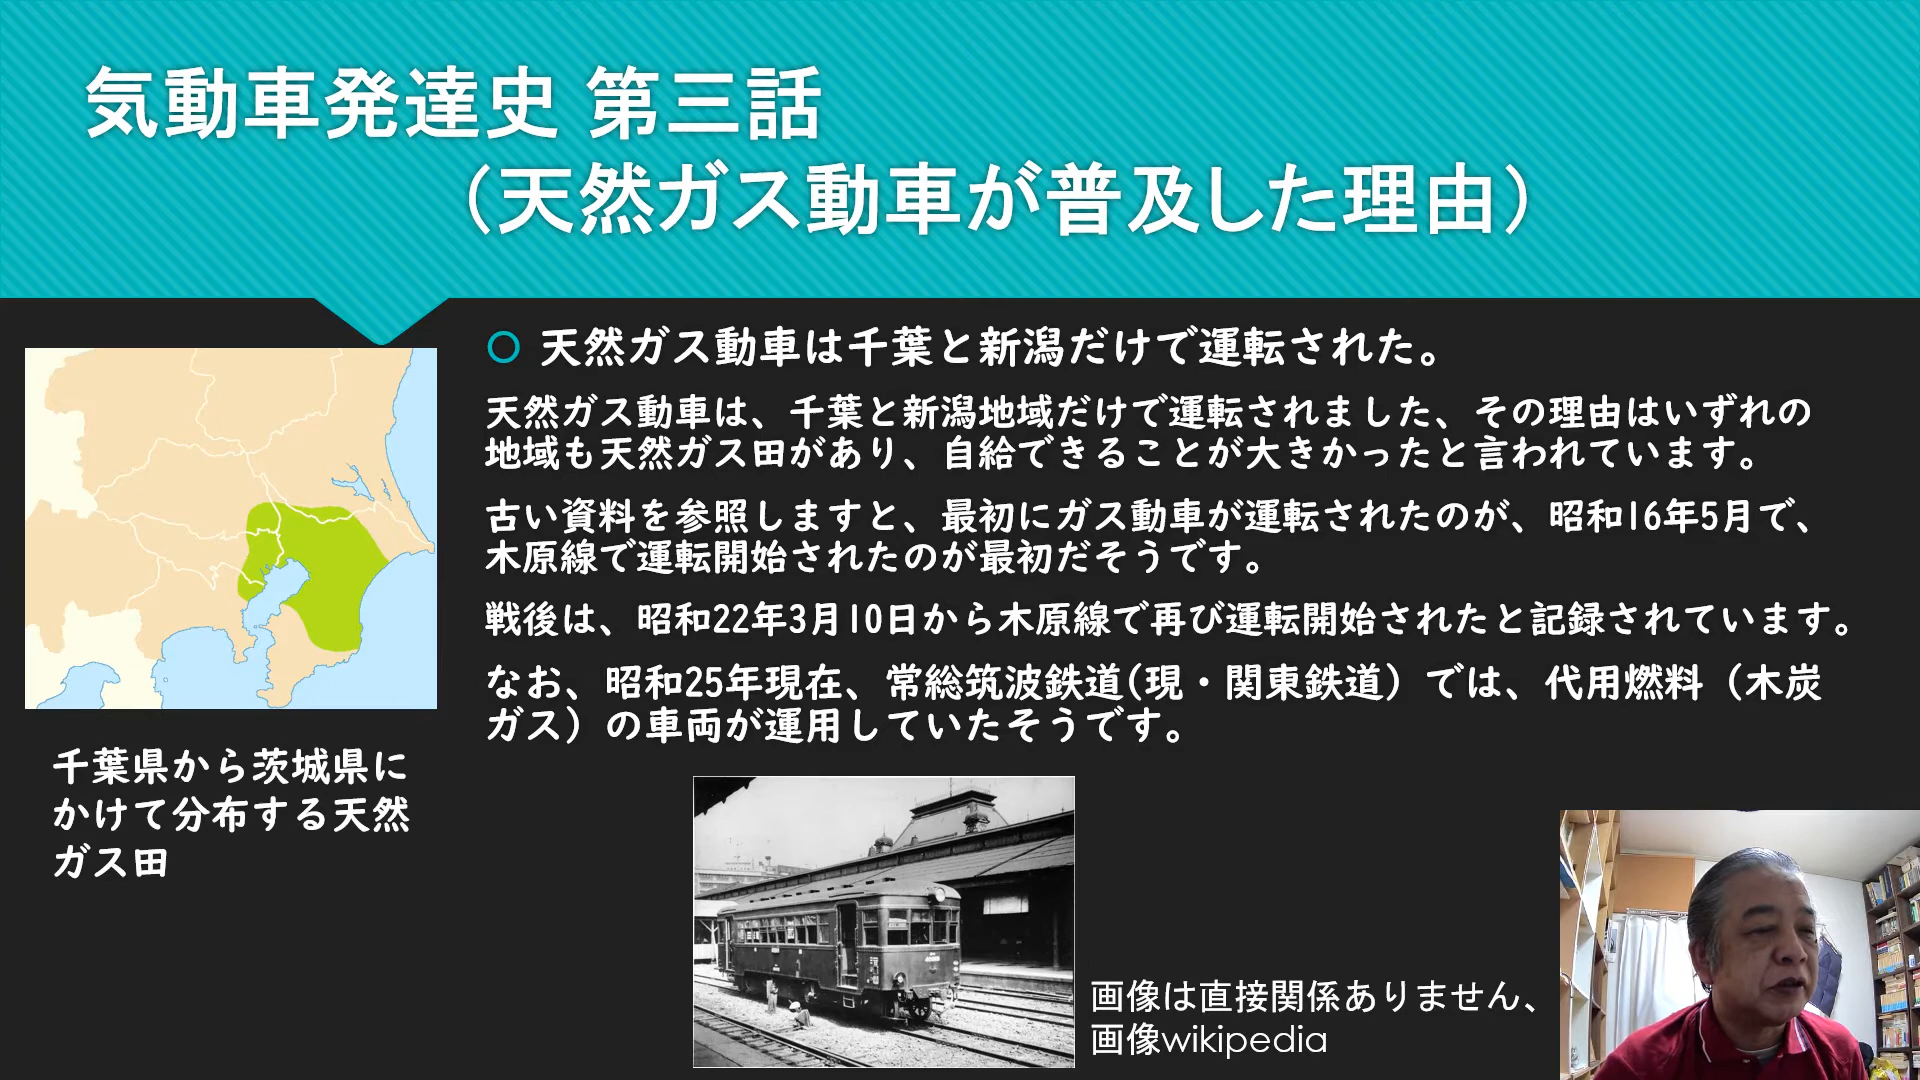 気動車発達史 第三話
（天然ガス動車が普及した理由）
天然ガス動車は千葉と新潟だけで運転された。
天然ガス動車は、千葉と新潟地域だけで運転されました、その理由はいずれの
地域も天然ガス田があり、自給できることが大きかったと言われています。
古い資料を参照しますと、最初にガス動車が運転されたのが、昭和16年5月で、
木原線で運転開始されたのが最初だそうです。
戦後は、昭和22年3月10日から木原線で再び運転開始されたと記録されています。
なお、昭和25年現在、常総筑波鉄道(現・関東鉄道）では、代用燃料（木炭
ガス）の車両が運用していたそうです。
千葉県から茨城県に
かけて分布する天然
ガス田
画像は直接関係ありません、
画像wikipedia